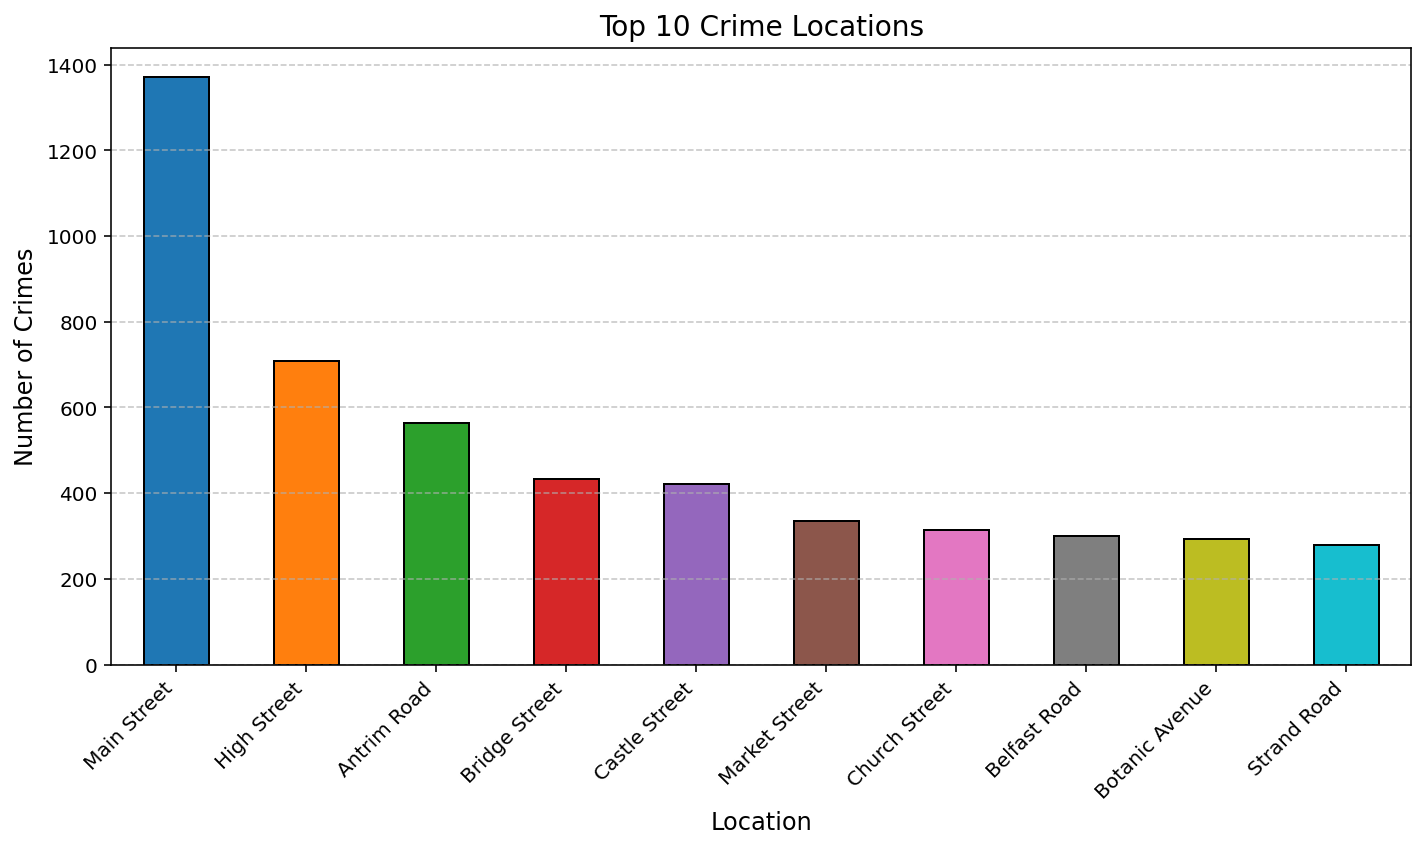 Top 10 Crime Locations
Number of Crimes
1400
1200
1000
800
600
400
200
0
Main Street
High Street
Antrim Road
Bridge Street
Castle Street
Market Street
Church Street
Belfast Road
Botanic Avenue
Strand Road
Location